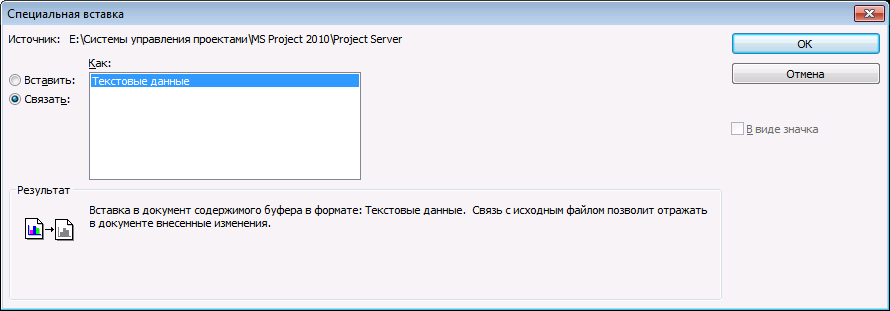 Специальная вставка
Источник: E:\Системы управления проектами\MS Project 2010\Project Server
ОК
Как:
Вставить:
Текстовые данные
Отмена
Связать:
В виде значка
Результат
Вставка в документ содержимого буфера в формате: Текстовые данные. Связь с исходным файлом позволит отражать
в документе внесенные изменения.